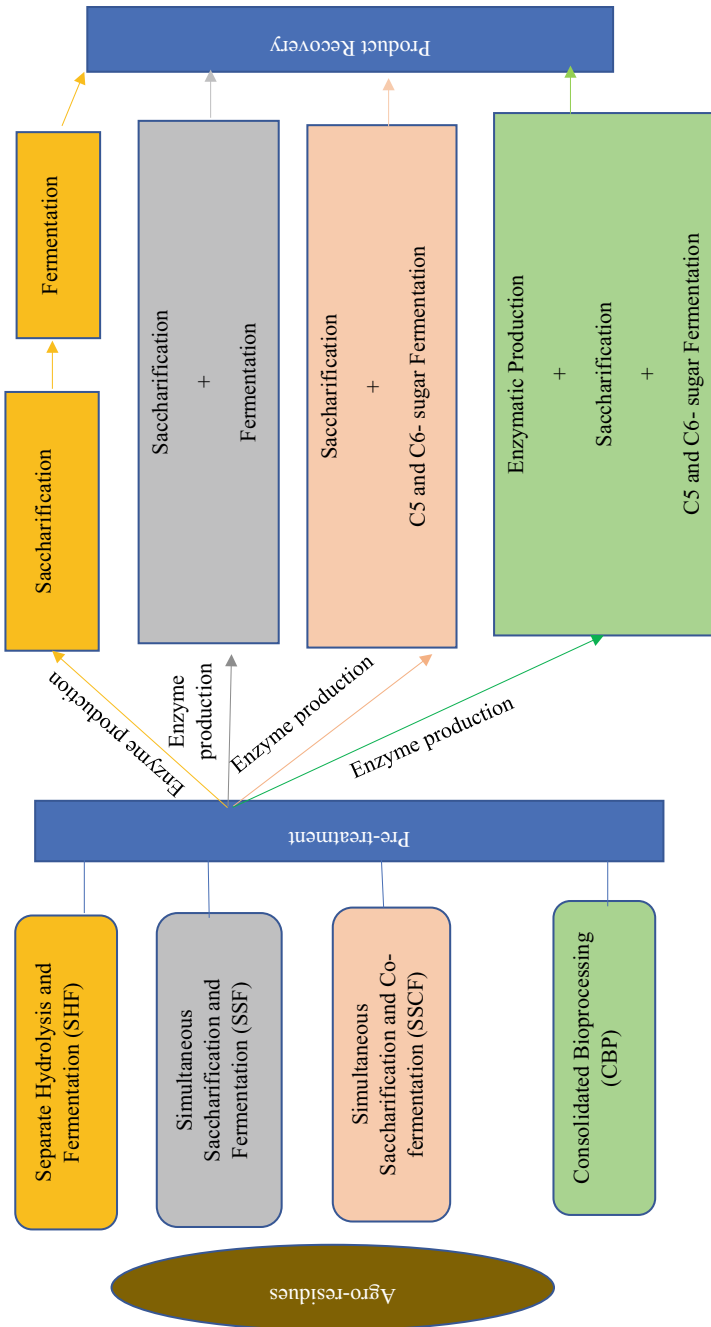 Agro-residues
Separate Hydrolysis and
Fermentation (SHF)
Simultaneous
Saccharification and
Fermentation (SSF)
Simultaneous
Saccharification and Co-
fermentation (SSCF)
Consolidated Bioprocessing
(CBP)
Pre-treatment
Enzyme production
Enzyme
production
Enzyme production
Enzyme production
Saccharification
Fermentation
Saccharification
+
Fermentation
Saccharification
+
C5 and C6- sugar Fermentation
Enzymatic Production
+
Saccharification
+
C5 and C6- sugar Fermentation
Product Recovery